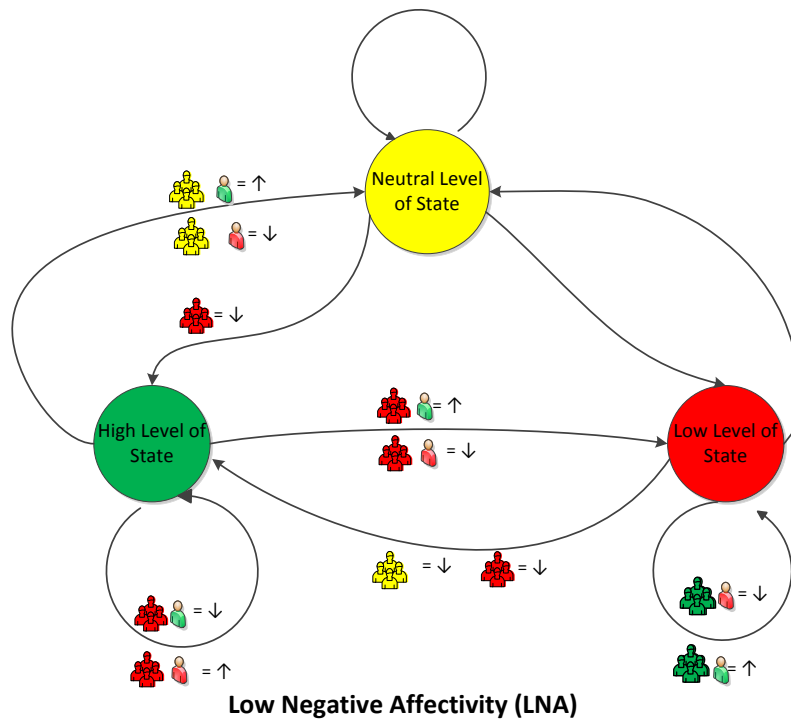 Neutral Level
of State
= ↑
= ↓
= ↓
High Level of
State
= ↑
= ↓
Low Level of
State
= ↓
= ↓
= ↓
= ↑
= ↓
= ↑
Low Negative Affectivity (LNA)